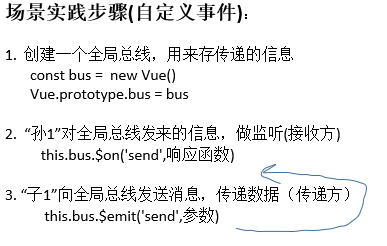 场景实践步骤(自定义事件)：
1. 创建一个全局总线，用来存传递的信息
const bus = new Vue()
Vue.prototype.bus = bus
2. “孙1”对全局总线发来的信息，做监听(接收方)
this.bus.$on('send',响应函数)
3. “子1”向全局总线发送消息，传递数据（传递方）
this.bus.$emit('send',参数)